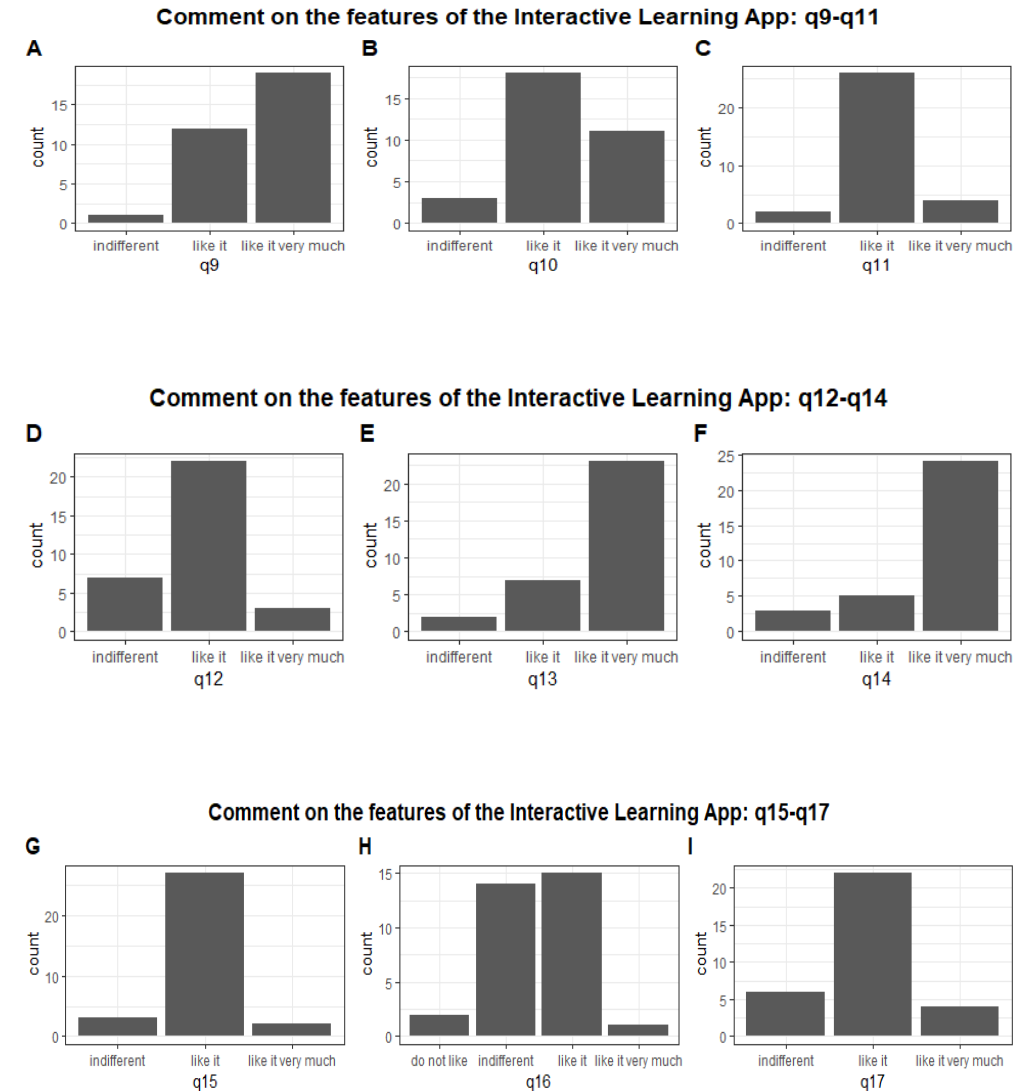 Comment on the features of the Interactive Learning App: q9-q11
A B C
count 15 10 5 0
indifferent like it like it very much
q9
count 15 10 5 0
indifferent like it like it very much
q10
count 20 10 0
indifferent like it like it very much
q11
Comment on the features of the Interactive Learning App: q12-q14
D E F
count 20 15 10 5 0
indifferent like it like it very much
q12
count 20 15 10 5 0
indifferent like it like it very much
q13
count 25 20 15 10 5 0
indifferent like it like it very much
q14
Comment on the features of the Interactive Learning App: q15-q17
G H I
count 20 10 0
indifferent like it like it very much
q15
count 15 10 5 0
do not like indifferent like it like it very much
q16
count 20 15 10 5 0
indifferent like it like it very much
q17